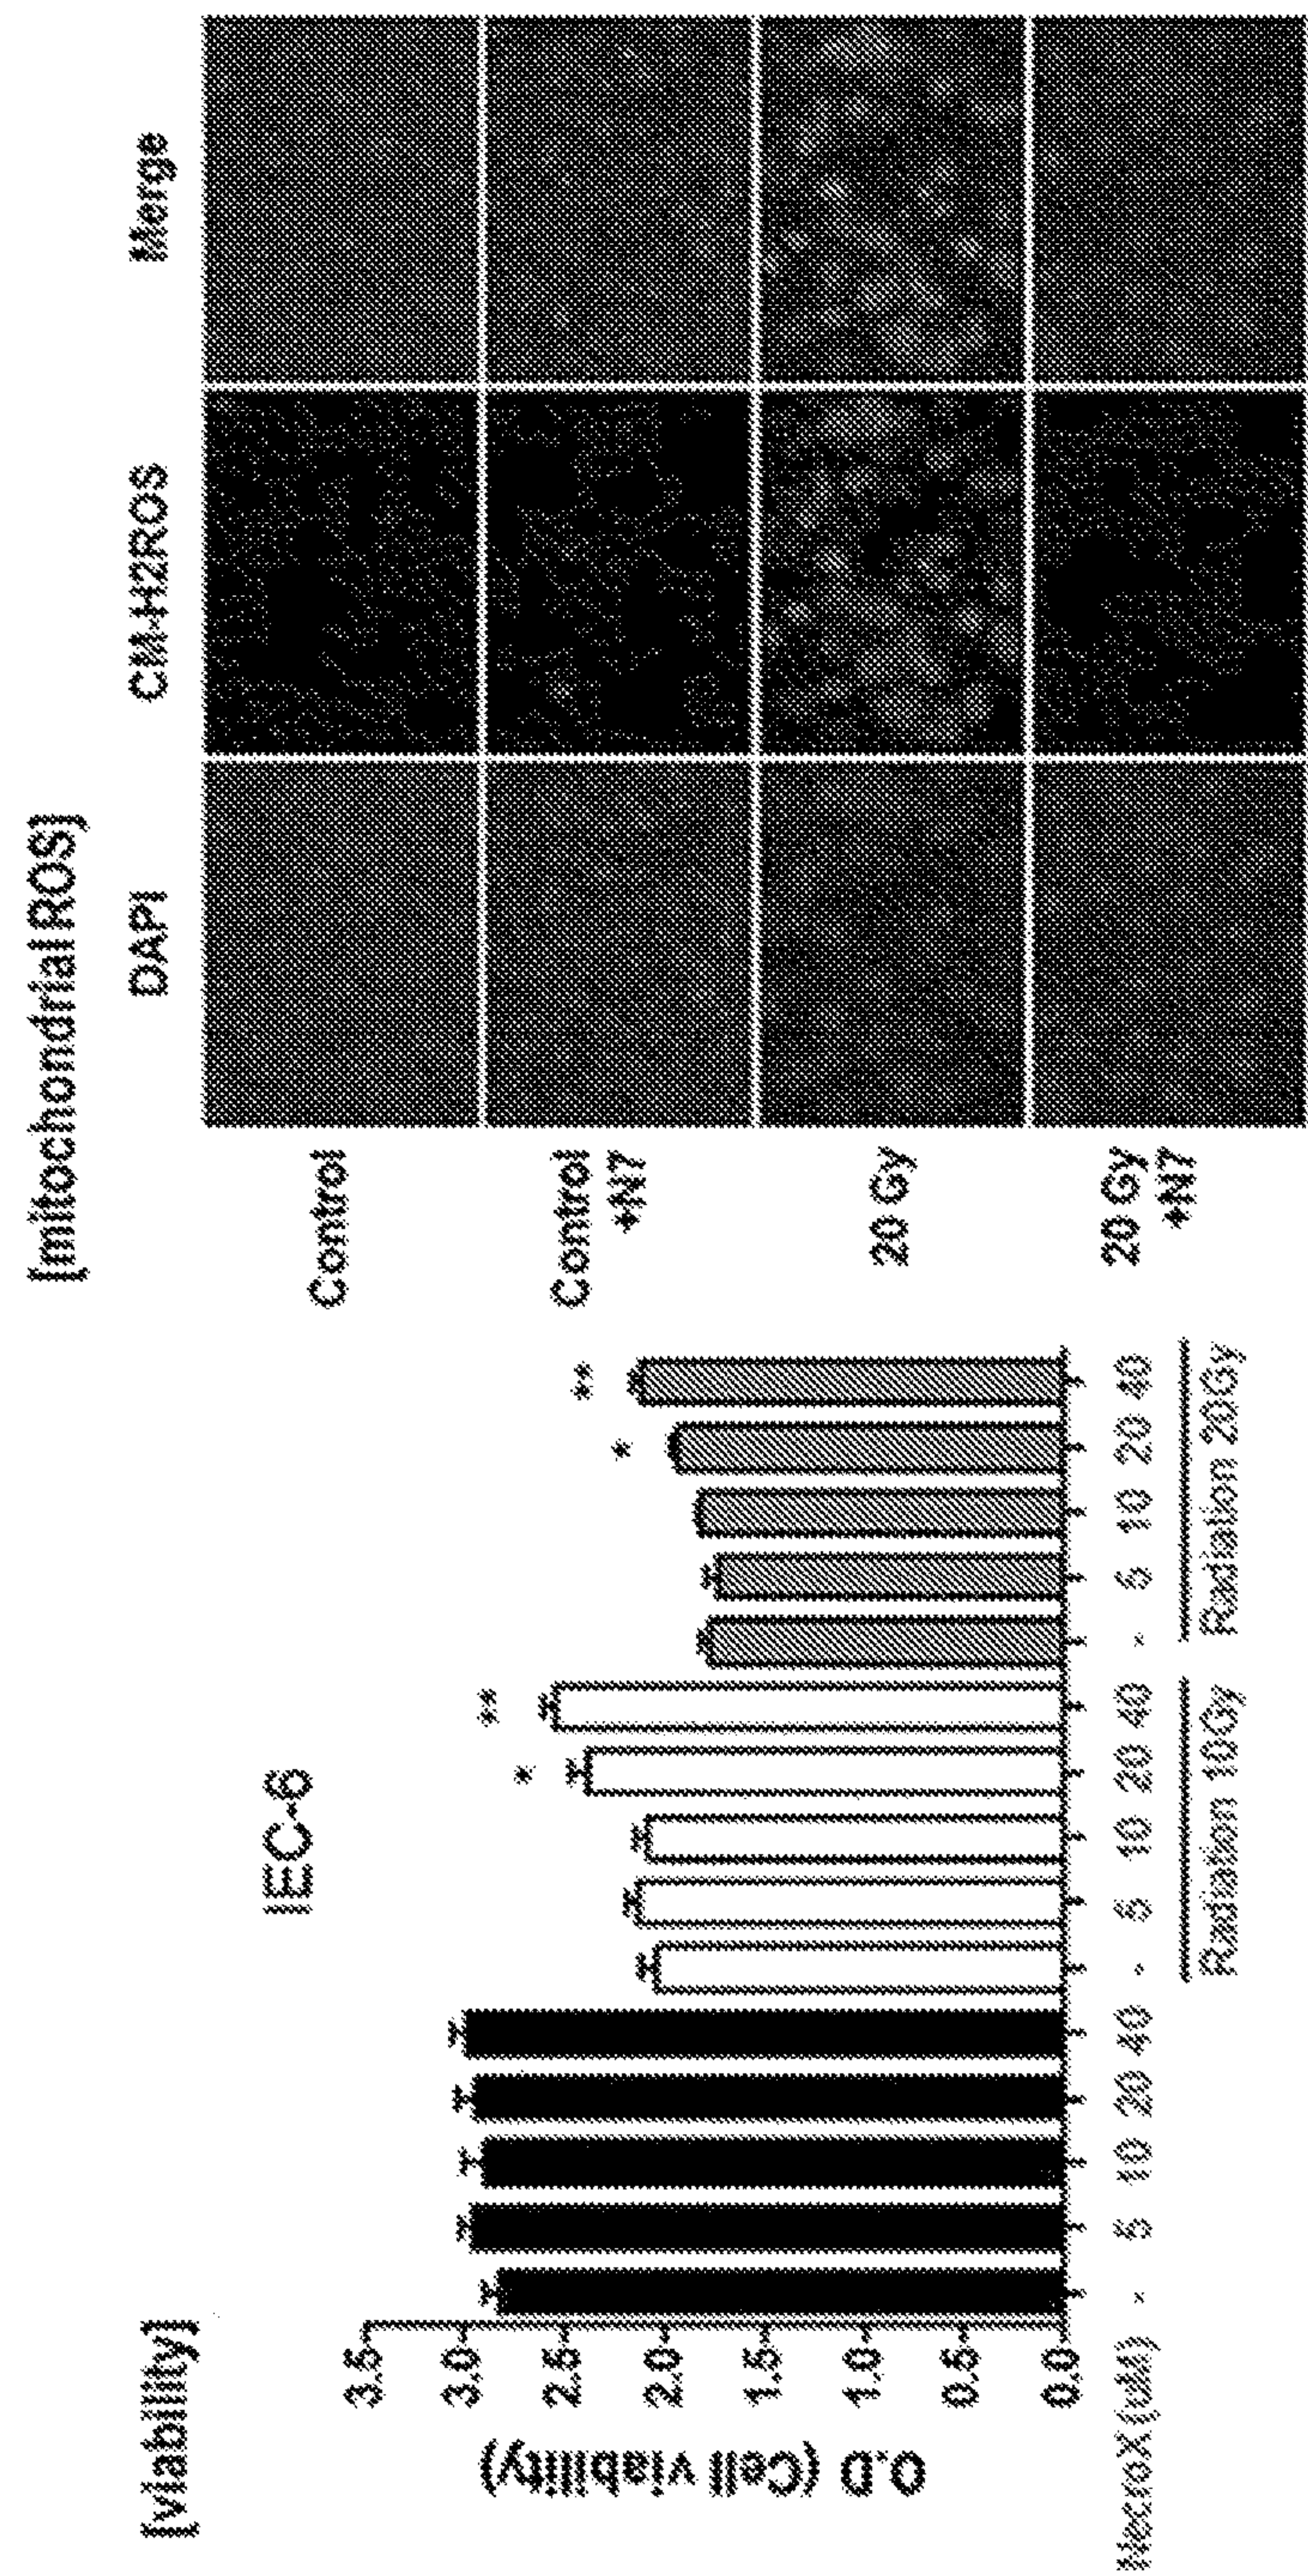 [viability]
IEC-6
O.D (Cell viability)
3.5
3.0
2.5
2.0
1.5
1.0
0.5
0.0
* ** * **
NecroX (uM) - 5 10 20 40 - 5 10 20 40 - 5 10 20 40
Radiation 10Gy Radiation 20Gy
[mitochondrial ROS]
DAPI CM-H2ROS Merge
Control
Control
+N7
20 Gy
20 Gy
+N7